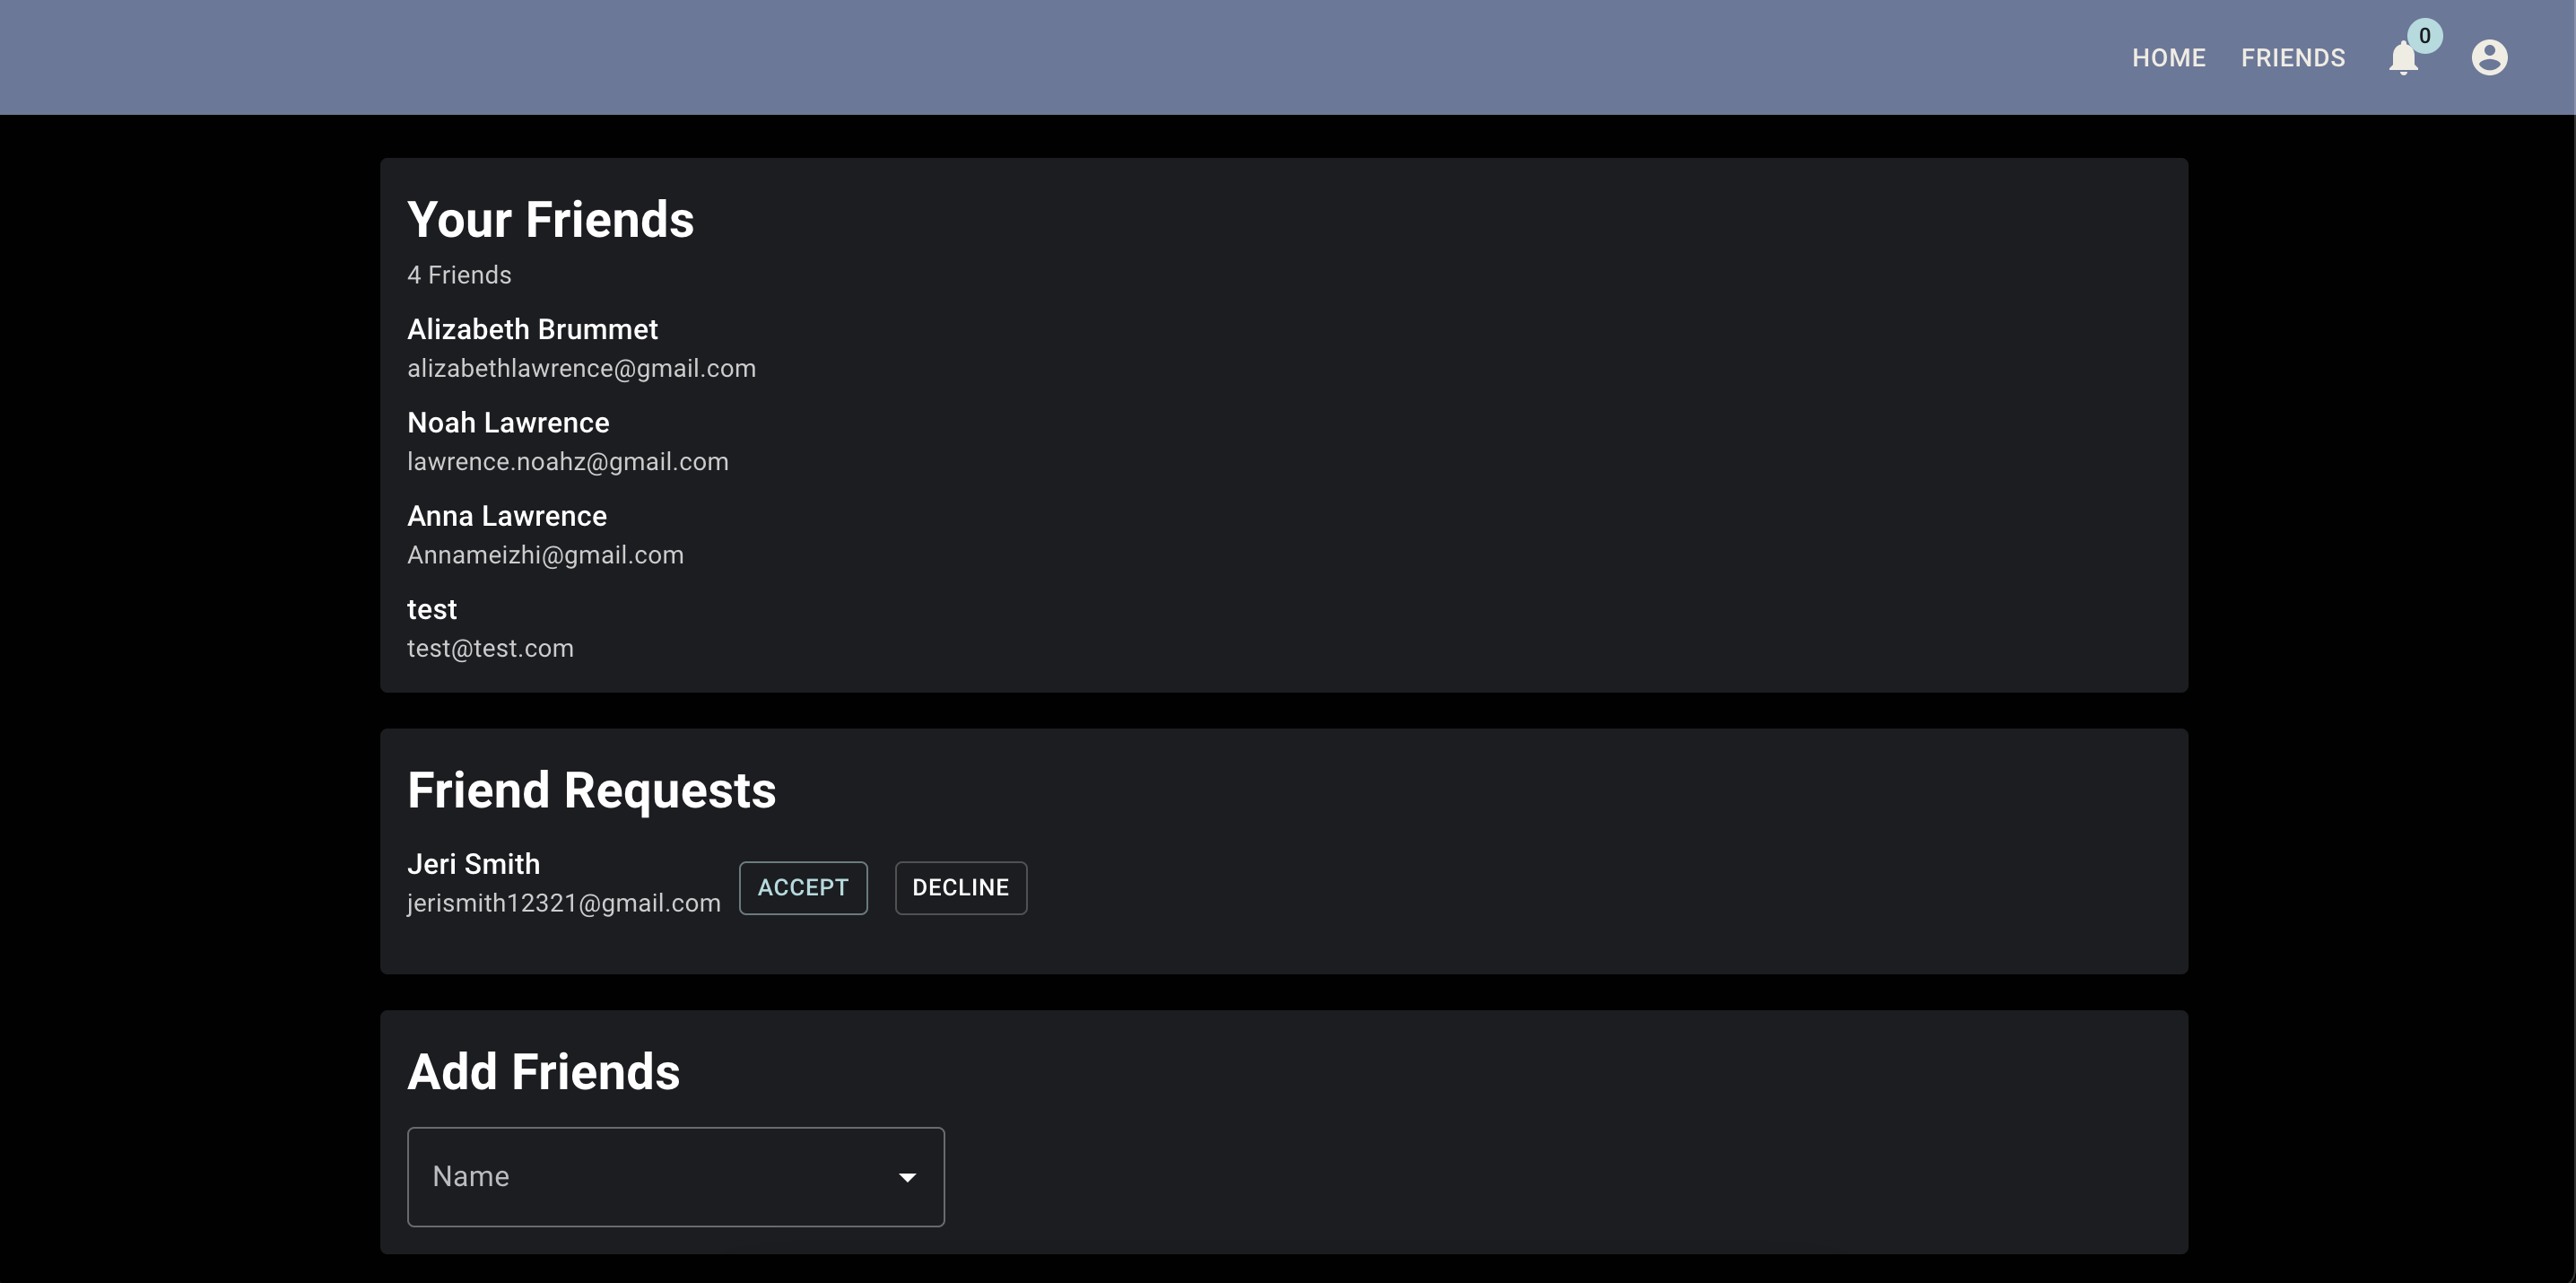 HOME FRIENDS 0
Your Friends
4 Friends
Alizabeth Brummet
alizabethlawrence@gmail.com
Noah Lawrence
lawrence.noahz@gmail.com
Anna Lawrence
Annameizhi@gmail.com
test
test@test.com
Friend Requests
Jeri Smith
jerismith12321@gmail.com
ACCEPT DECLINE
Add Friends
Name